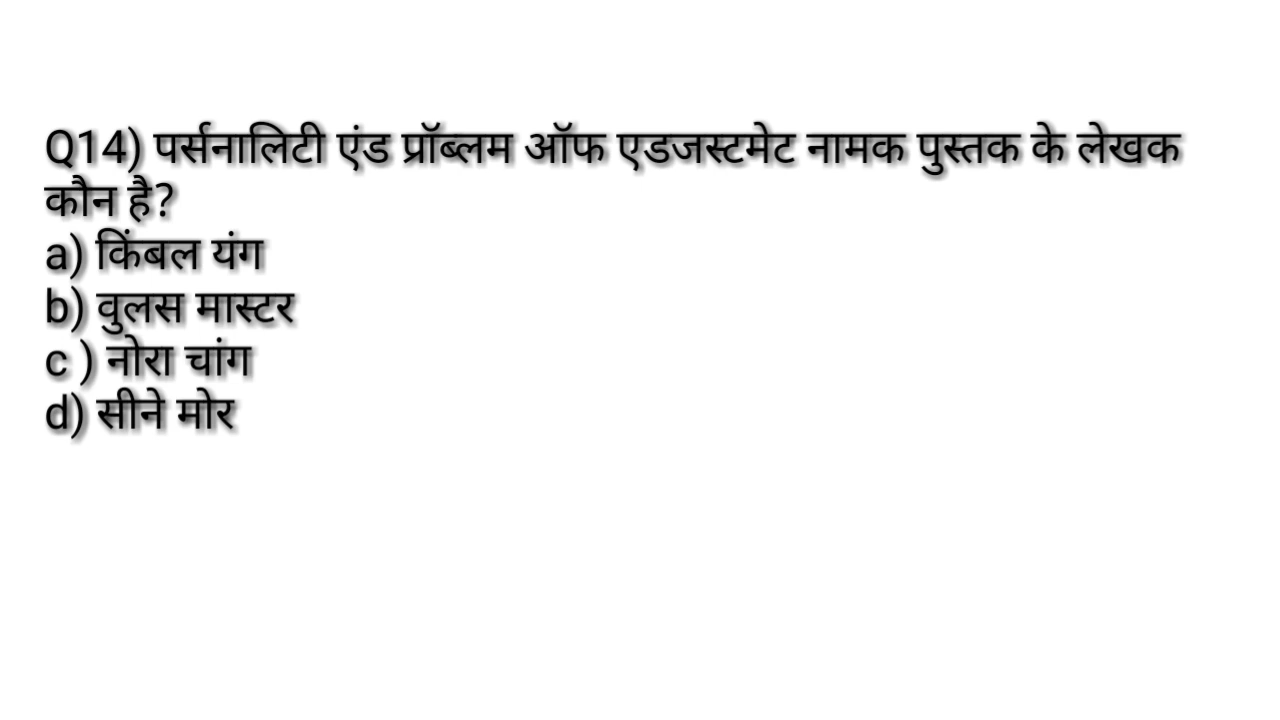 Q14) पर्सनालिटी एंड प्रॉब्लम ऑफ एडजस्टमेट नामक पुस्तक के लेखक
कौन है?
a) किंबल यंग
b) वुलस मास्टर
c ) नोरा चांग
d) सीने मोर